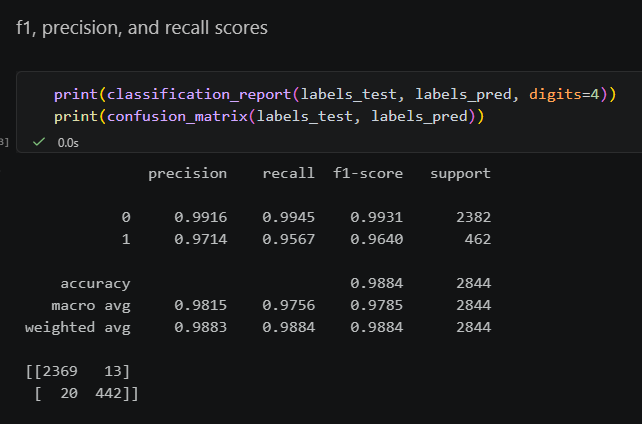 f1, precision, and recall scores
print(classification_report(labels_test, labels_pred, digits=4))
print(confusion_matrix(labels_test, labels_pred))
3]
0.0s
precision recall f1-score support
0 0.9916 0.9945 0.9931 2382
1 0.9714 0.9567 0.9640 462
accuracy 0.9884 2844
macro avg 0.9815 0.9756 0.9785 2844
weighted avg 0.9883 0.9884 0.9884 2844
[[2369 13]
[ 20 442]]